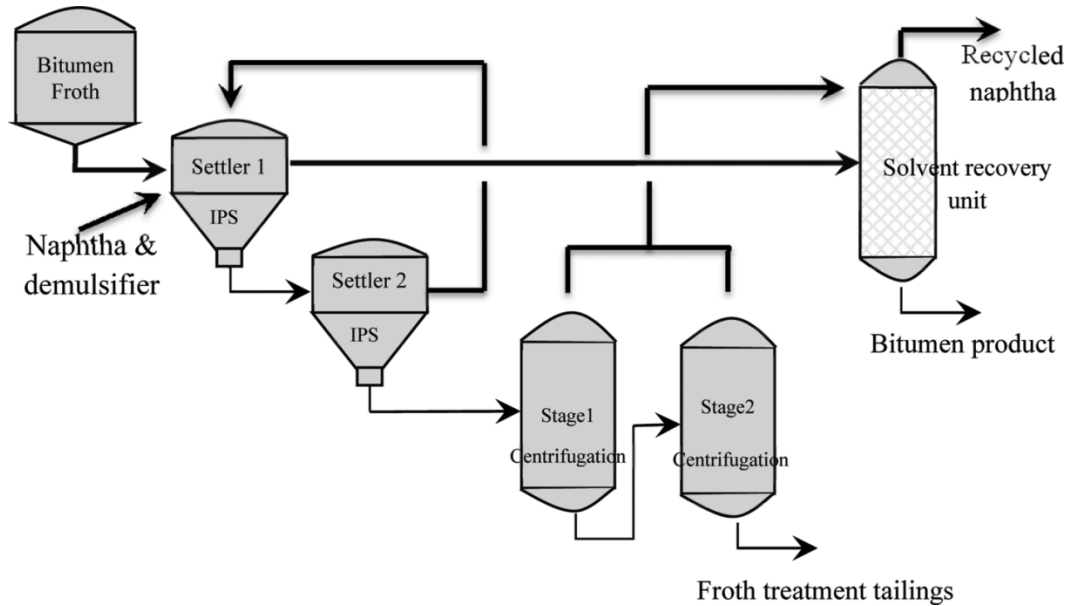 Bitumen
Froth
Recycled
naphtha
Settler 1
Solvent recovery
unit
IPS
Naphtha &
demulsifier
Settler 2
IPS
Bitumen product
Stage1
Centrifugation
Stage2
Centrifugation
Froth treatment tailings